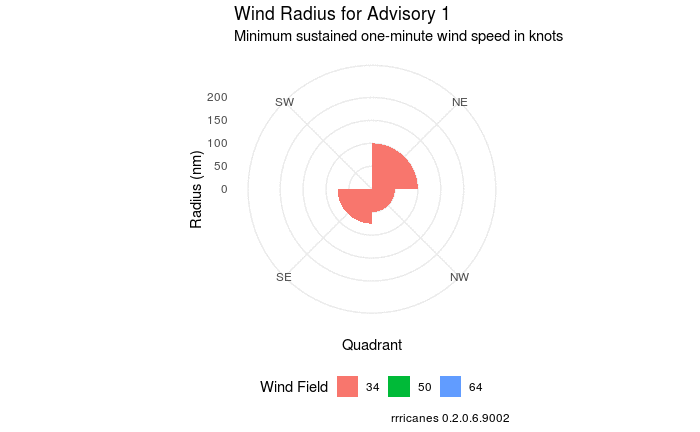 Wind Radius for Advisory 1
Minimum sustained one-minute wind speed in knots
SW
NE
200
150
100
50
0
Radius (nm)
SE
NW
Quadrant
Wind Field 34 50 64
rrricanes 0.2.0.6.9002